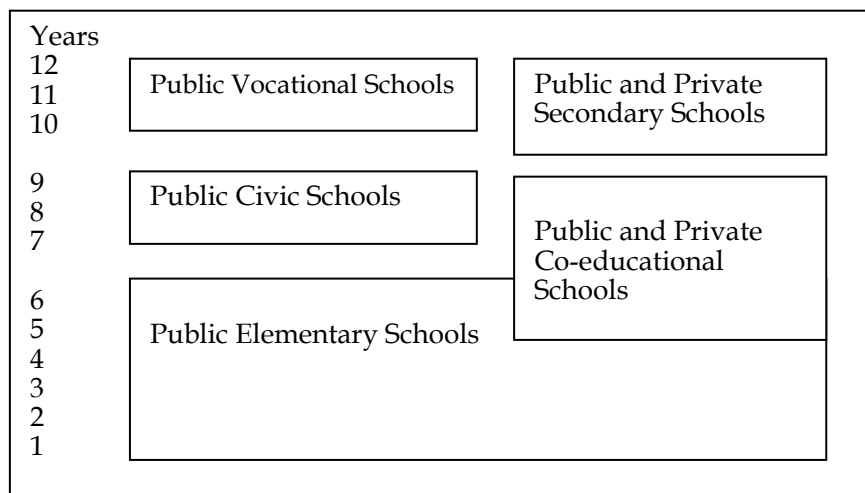 Years
12
11
10
Public Vocational Schools
Public and Private
Secondary Schools
9
8
7
Public Civic Schools
Public and Private
Co-educational
Schools
6
5
4
3
2
1
Public Elementary Schools